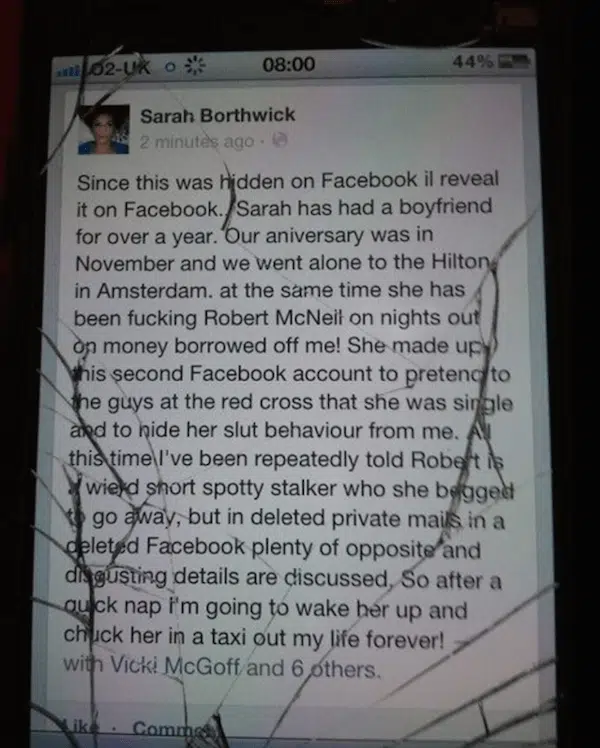 O2-UK 08:00 44%
Sarah Borthwick
2 minutes ago ·
Since this was hidden on Facebook il reveal
it on Facebook.. Sarah has had a boyfriend
for over a year. Our aniversary was in
November and we went alone to the Hilton
in Amsterdam. at the same time she has
been fucking Robert McNeil on nights out
on money borrowed off me! She made up
this second Facebook account to pretend to
the guys at the red cross that she was single
and to hide her slut behaviour from me. All
this time I've been repeatedly told Robert is
a wierd short spotty stalker who she begged
to go away, but in deleted private mails in a
deleted Facebook plenty of opposite and
disgusting details are discussed. So after a
quick nap i'm going to wake her up and
chuck her in a taxi out my life forever!
with Vicki McGoff and 6 others.
Like · Comment